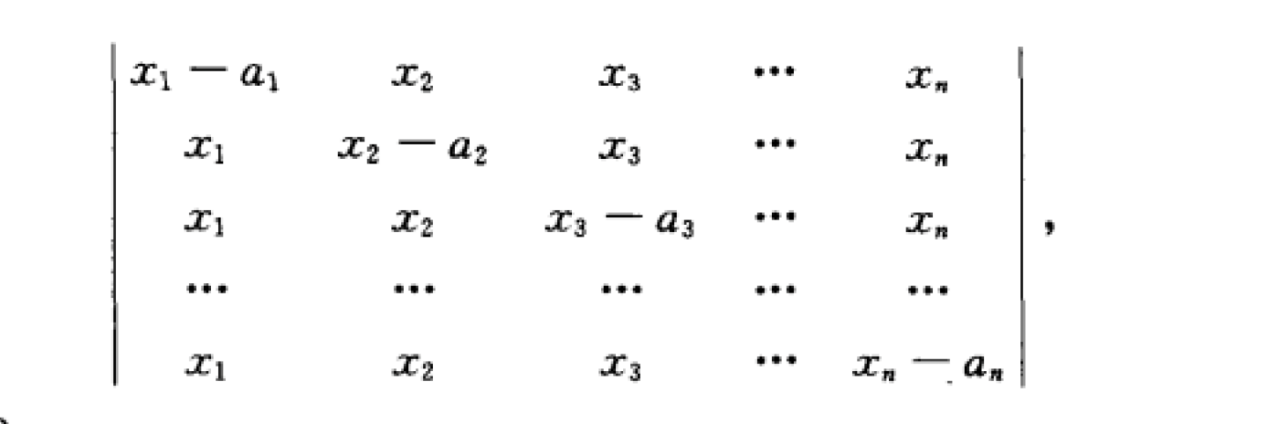 x₁ − a₁ x₂ x₃ ⋯ xₙ
x₁ x₂ − a₂ x₃ ⋯ xₙ
x₁ x₂ x₃ − a₃ ⋯ xₙ ,
⋯ ⋯ ⋯ ⋯ ⋯
x₁ x₂ x₃ ⋯ xₙ − aₙ